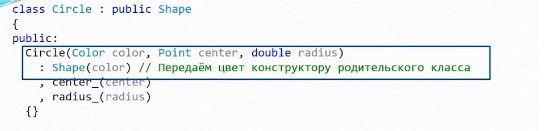 class Circle : public Shape
{
public:
Circle(Color color, Point center, double radius)
: Shape(color) // Передаём цвет конструктору родительского класса
, center_(center)
, radius_(radius)
{}